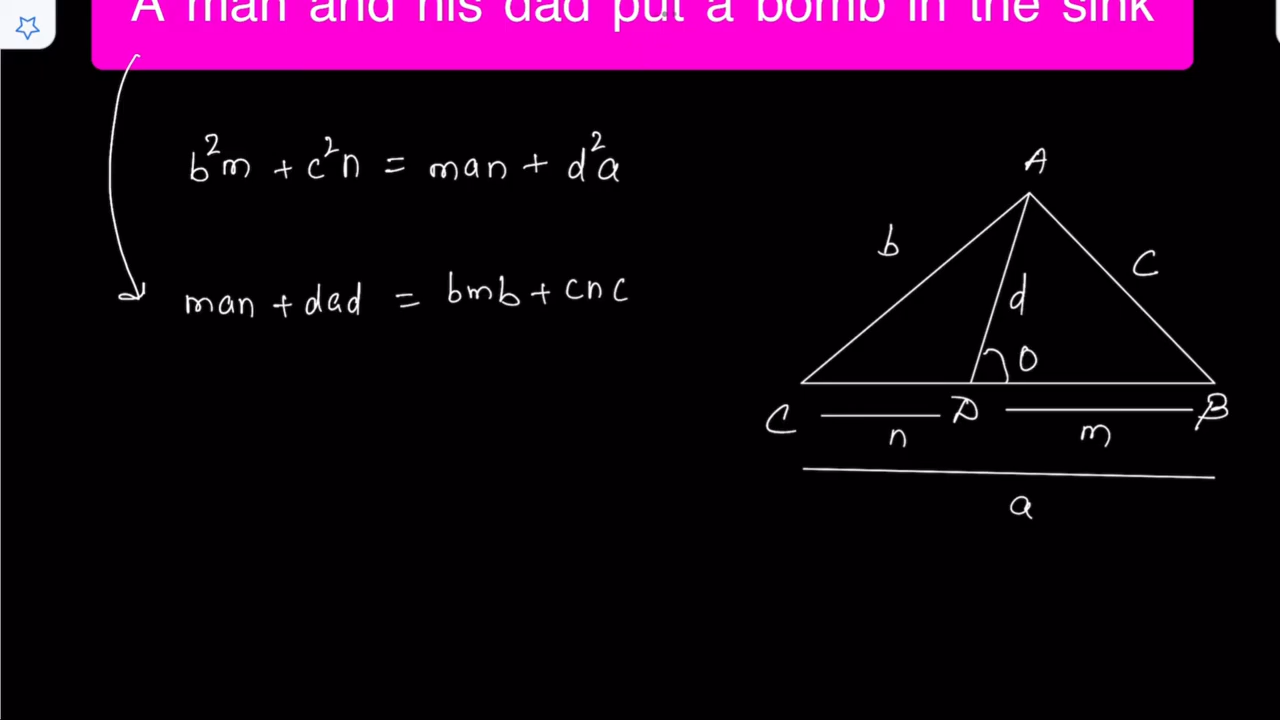 A man and his dad put a bomb in the sink
b²m + c²n = man + d²a
man + dad = bmb + cnc
A
b
c
d
θ
C
D
B
n
m
a